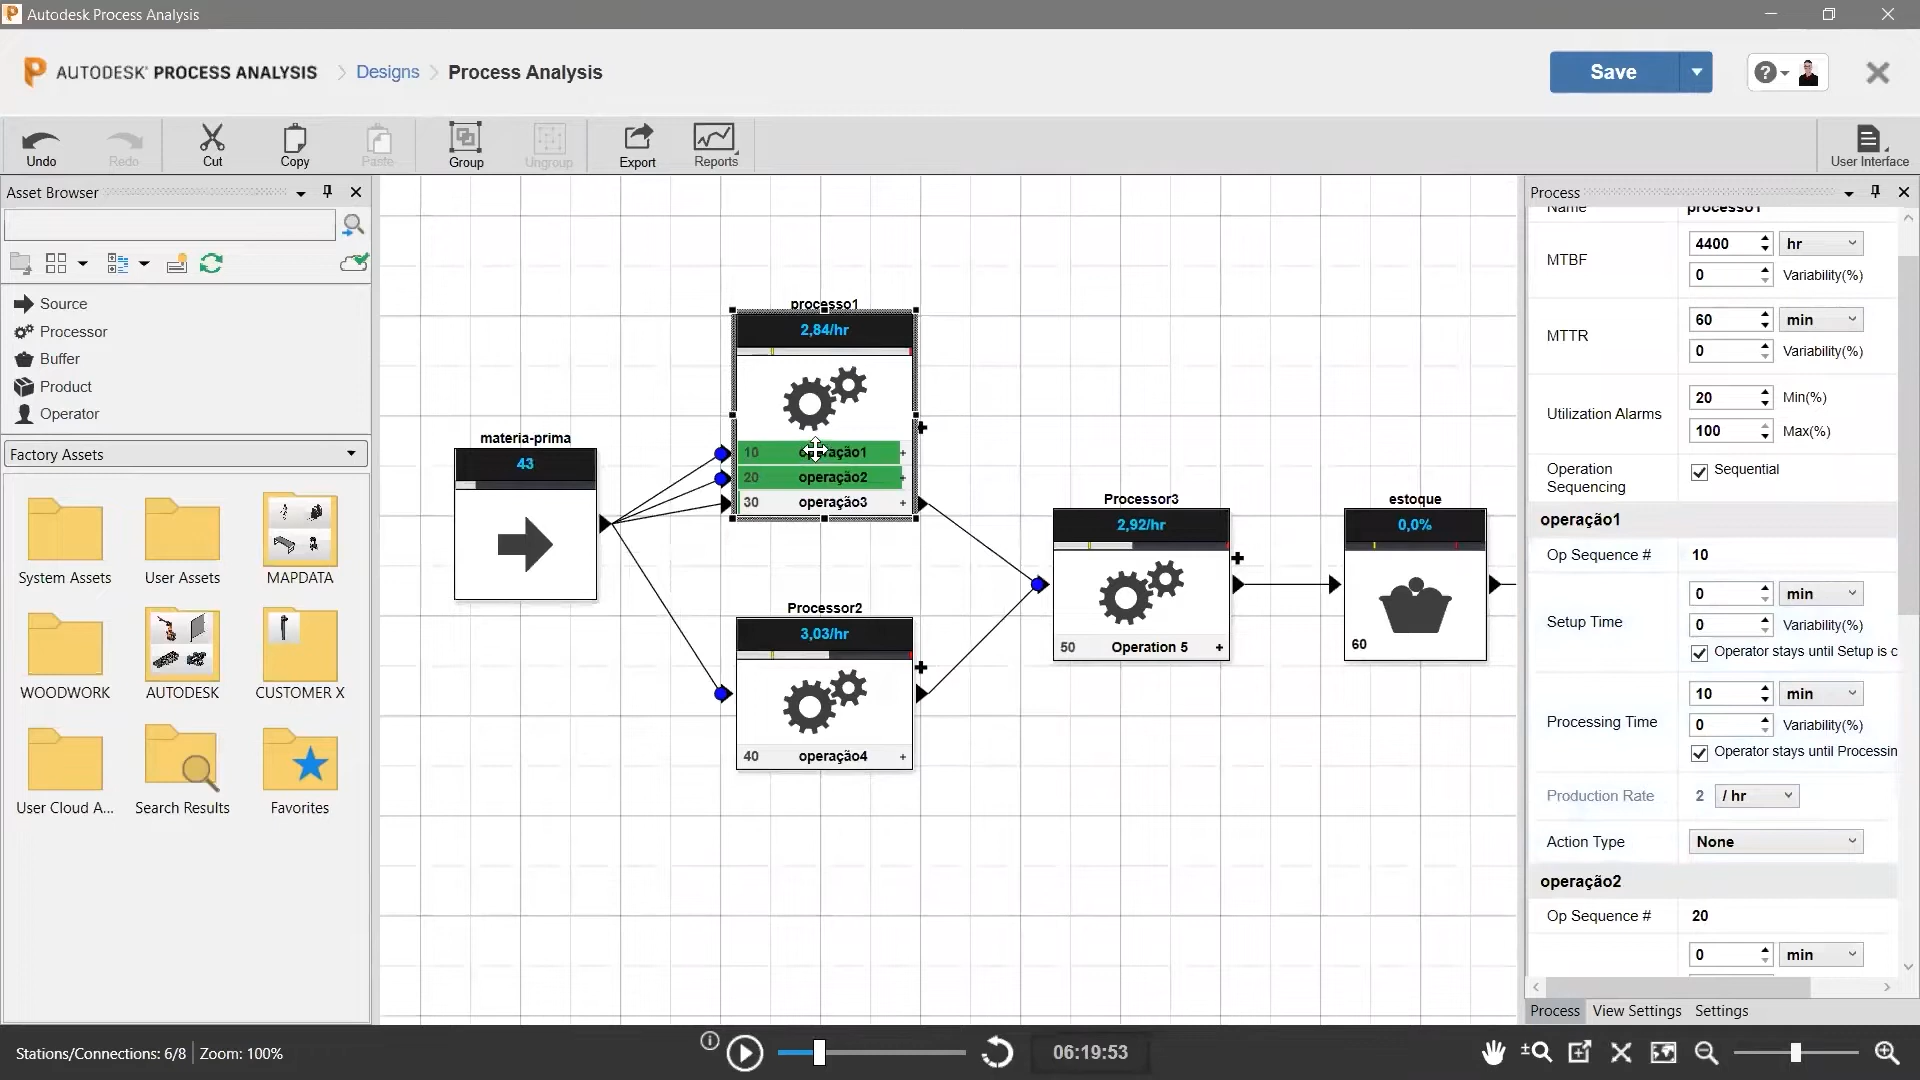 Autodesk Process Analysis
AUTODESK® PROCESS ANALYSIS
Designs
Process Analysis
Save
Undo
Redo
Cut
Copy
Paste
Group
Ungroup
Export
Reports
User Interface
Asset Browser
Source
Processor
Buffer
Product
Operator
Factory Assets
System Assets
User Assets
MAPDATA
WOODWORK
AUTODESK
CUSTOMER X
User Cloud A...
Search Results
Favorites
materia-prima
43
processo1
2,84/hr
10 operação1 +
20 operação2 +
30 operação3 +
Processor2
3,03/hr
40 operação4 +
Processor3
2,92/hr
50 Operation 5 +
estoque
0,0%
60
Process
Name processo1
MTBF
4400 hr
0 Variability(%)
MTTR
60 min
0 Variability(%)
Utilization Alarms
20 Min(%)
100 Max(%)
Operation Sequencing
Sequential
operação1
Op Sequence # 10
Setup Time
0 min
0 Variability(%)
Operator stays until Setup is c
Processing Time
10 min
0 Variability(%)
Operator stays until Processin
Production Rate 2 / hr
Action Type None
operação2
Op Sequence # 20
0 min
Process View Settings Settings
Stations/Connections: 6/8 Zoom: 100%
06:19:53